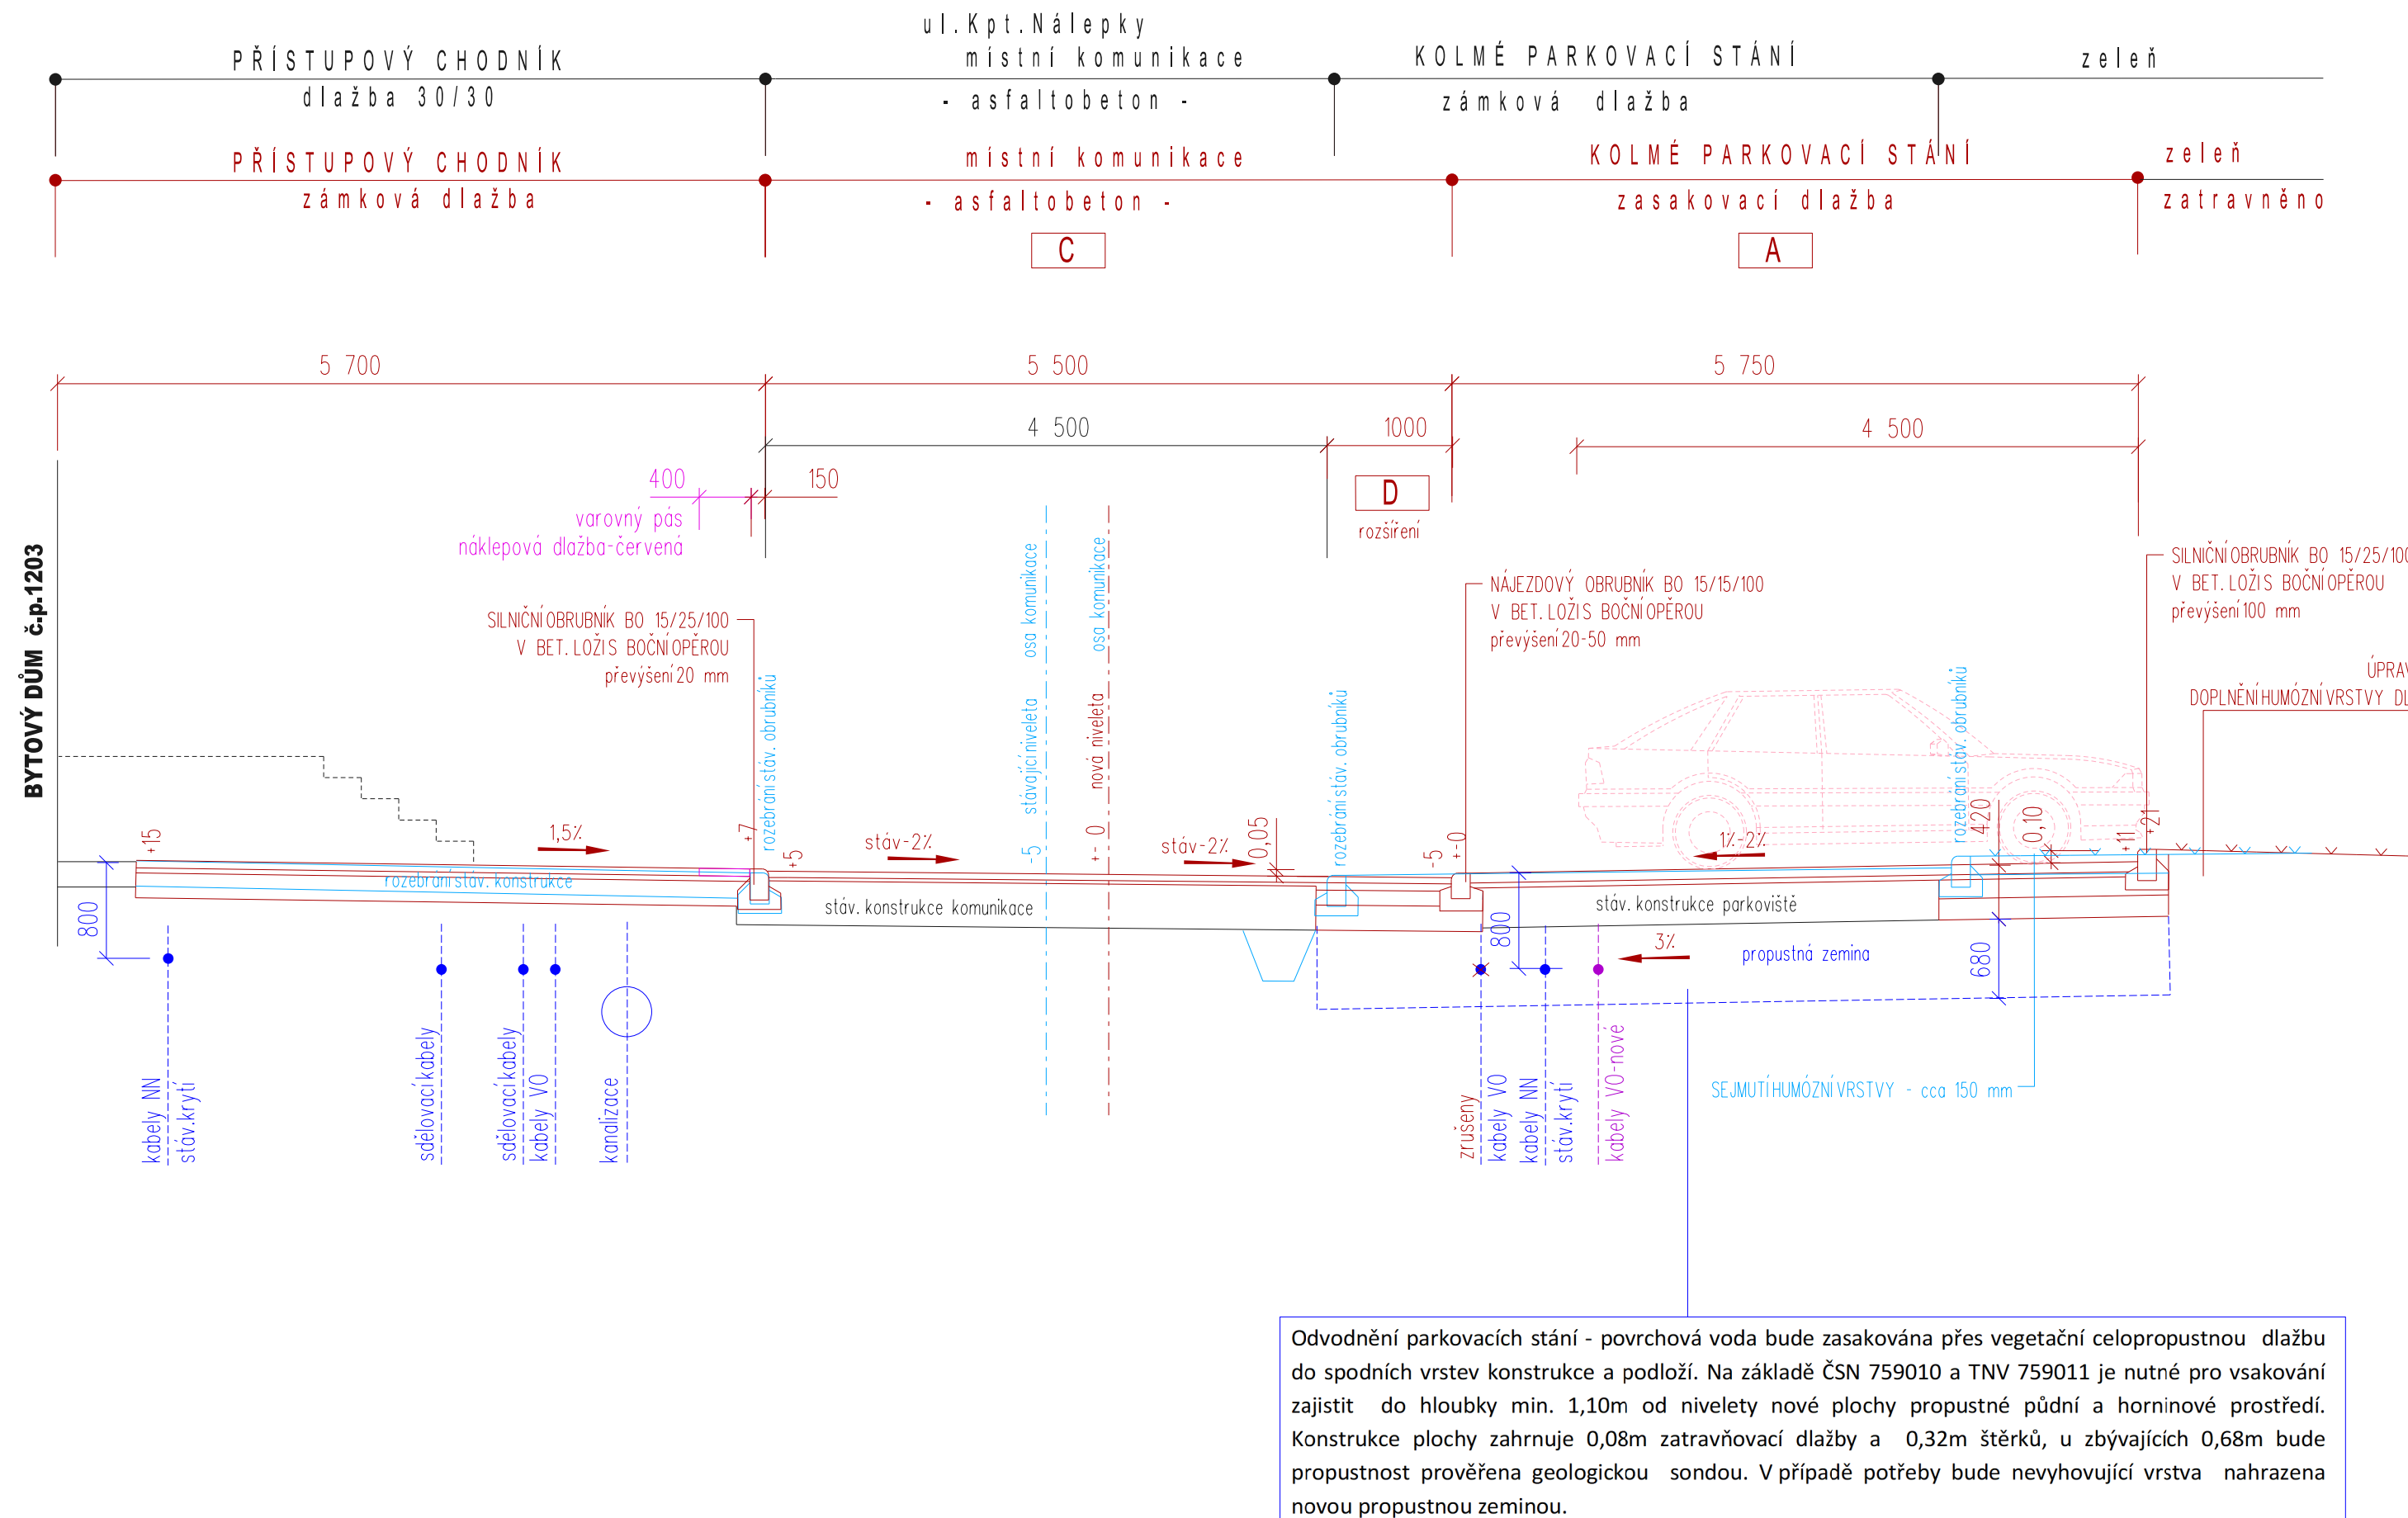 ul.Kpt.Nálepky
PŘÍSTUPOVÝ CHODNÍK
místní komunikace
KOLMÉ PARKOVACÍ STÁNÍ
zeleň
dlažba 30/30
- asfaltobeton -
zámková dlažba
PŘÍSTUPOVÝ CHODNÍK
místní komunikace
KOLMÉ PARKOVACÍ STÁNÍ
zeleň
zámková dlažba
- asfaltobeton -
zasakovací dlažba
zatravněno
C
A
5 700
5 500
5 750
4 500
1000
4 500
400
150
D
varovný pás
náklepová dlažba-červená
rozšíření
BYTOVÝ DŮM č.p.1203
SILNIČNÍ OBRUBNÍK BO 15/25/100
V BET. LOŽI S BOČNÍ OPĚROU
převýšení 20 mm
osa komunikace
osa komunikace
NÁJEZDOVÝ OBRUBNÍK BO 15/15/100
V BET. LOŽI S BOČNÍ OPĚROU
převýšení 20-50 mm
SILNIČNÍ OBRUBNÍK BO 15/25/100
V BET. LOŽI S BOČNÍ OPĚROU
převýšení 100 mm
ÚPRAV
DOPLNĚNÍ HUMÓZNÍ VRSTVY DL
rozebrání stáv. obrubníků
-5 stávající niveleta
+- 0 nová niveleta
rozebrání stáv. obrubníků
rozebrání stáv. obrubníků
+15
1,5%
+7
+5
stáv-2%
stáv-2%
0,05
-5
+-0
1%-2%
420
0,10
+11
+21
rozebrání stáv. konstrukce
stáv. konstrukce komunikace
stáv. konstrukce parkoviště
800
800
3%
propustná zemina
680
kabely NN
stáv.krytí
sdělovací kabely
sdělovací kabely
kabely VO
kanalizace
zrušeny
kabely VO
kabely NN
stáv.krytí
kabely VO-nové
SEJMUTÍ HUMÓZNÍ VRSTVY - cca 150 mm
Odvodnění parkovacích stání - povrchová voda bude zasakována přes vegetační celopropustnou dlažbu
do spodních vrstev konstrukce a podloží. Na základě ČSN 759010 a TNV 759011 je nutné pro vsakování
zajistit do hloubky min. 1,10m od nivelety nové plochy propustné půdní a horninové prostředí.
Konstrukce plochy zahrnuje 0,08m zatravňovací dlažby a 0,32m štěrků, u zbývajících 0,68m bude
propustnost prověřena geologickou sondou. V případě potřeby bude nevyhovující vrstva nahrazena
novou propustnou zeminou.